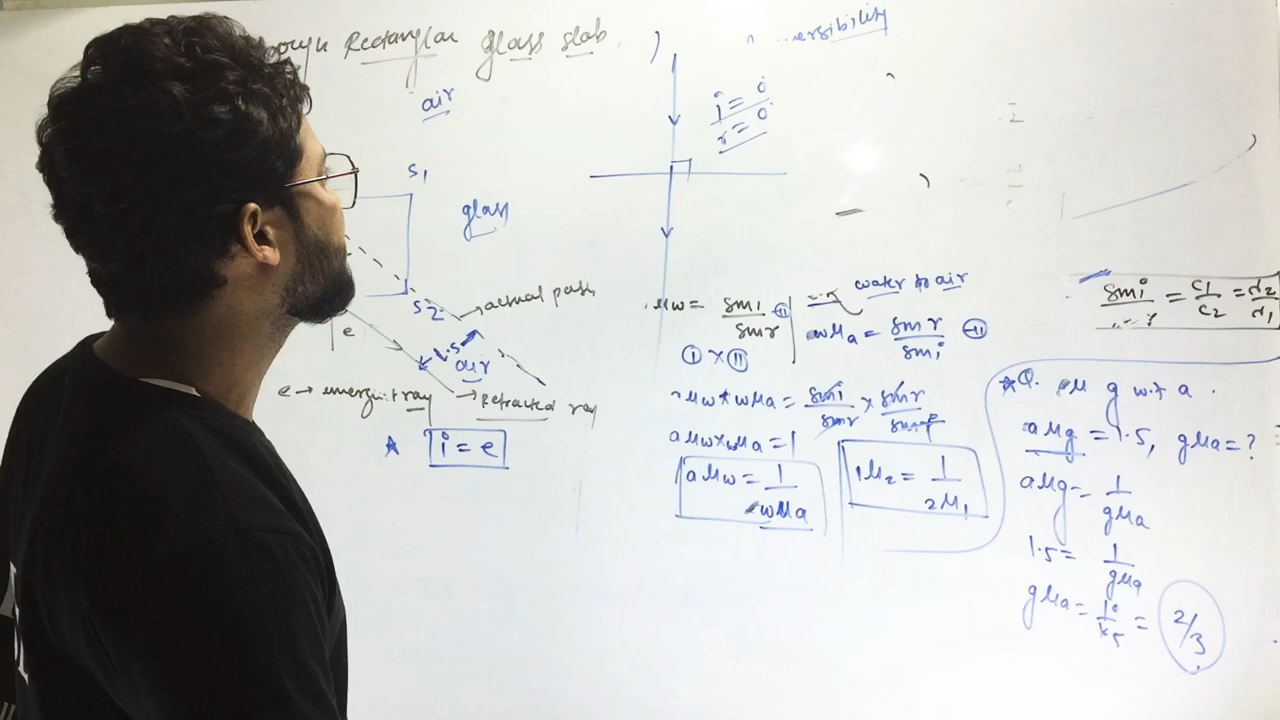 Rectangular glass slab.
air
S₁
glass
S₂
→ actual path
e
1.5
air
e → emergent ray
→ Refracted ray
i = e
i = 0
r = 0
μw = sin i / sin r
water to air
wμa = sin r / sin i – II
I × II
aμw × wμa = sin i / sin r × sin r / sin i
aμw × wμa = 1
aμw = 1 / wμa
1μ2 = 1 / 2μ1
sin i / r = c1 / c2 = d2 / d1
* Q. μ g w.r.t a.
aμg = 1.5, gμa = ?
aμg = 1 / gμa
1.5 = 1 / gμa
gμa = 10 / 15 = 2/3